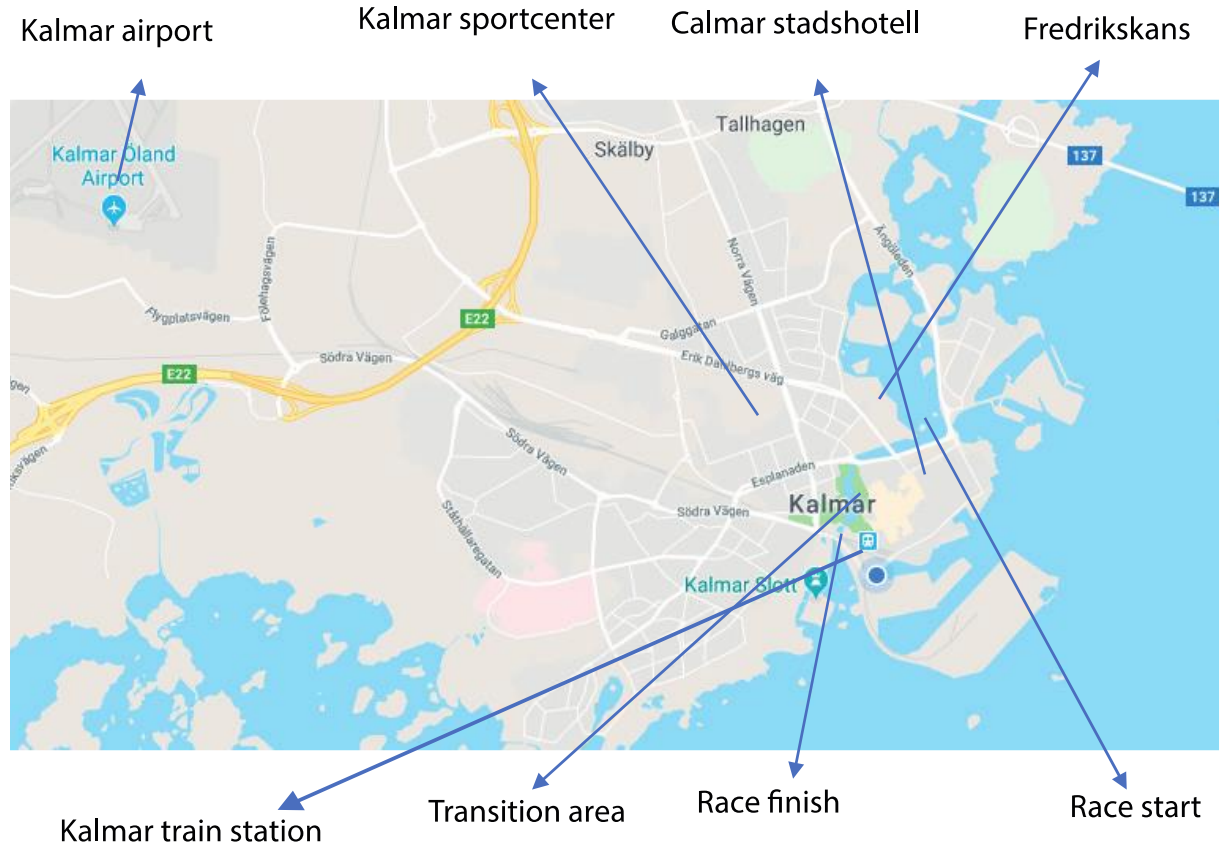 Kalmar airport
Kalmar sportcenter
Calmar stadshotell
Fredrikskans
Tallhagen
Skälby
Kalmar Öland
Airport
137
137
Ängöleden
Norra Vägen
Följehagsvägen
Flygplatsvägen
E22
Galggatan
Södra Vägen
Erik Dahlbergs väg
E22
Södra Vägen
Esplanaden
Kalmar
Södra Vägen
Ståthållaregatan
Kalmar Slott
Kalmar train station
Transition area
Race finish
Race start